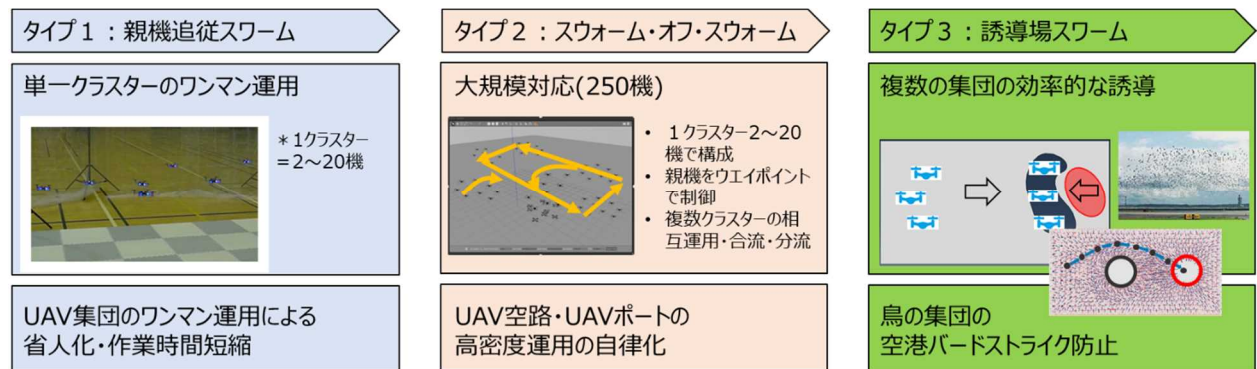 タイプ1：親機追従スワーム
単一クラスターのワンマン運用
＊1クラスター
＝2～20機
UAV集団のワンマン運用による
省人化・作業時間短縮
タイプ2：スウォーム・オフ・スウォーム
大規模対応(250機)
• 1クラスター2～20
機で構成
• 親機をウエイポイント
で制御
• 複数クラスターの相
互運用・合流・分流
UAV空路・UAVポートの
高密度運用の自律化
タイプ3：誘導場スワーム
複数の集団の効率的な誘導
鳥の集団の
空港バードストライク防止